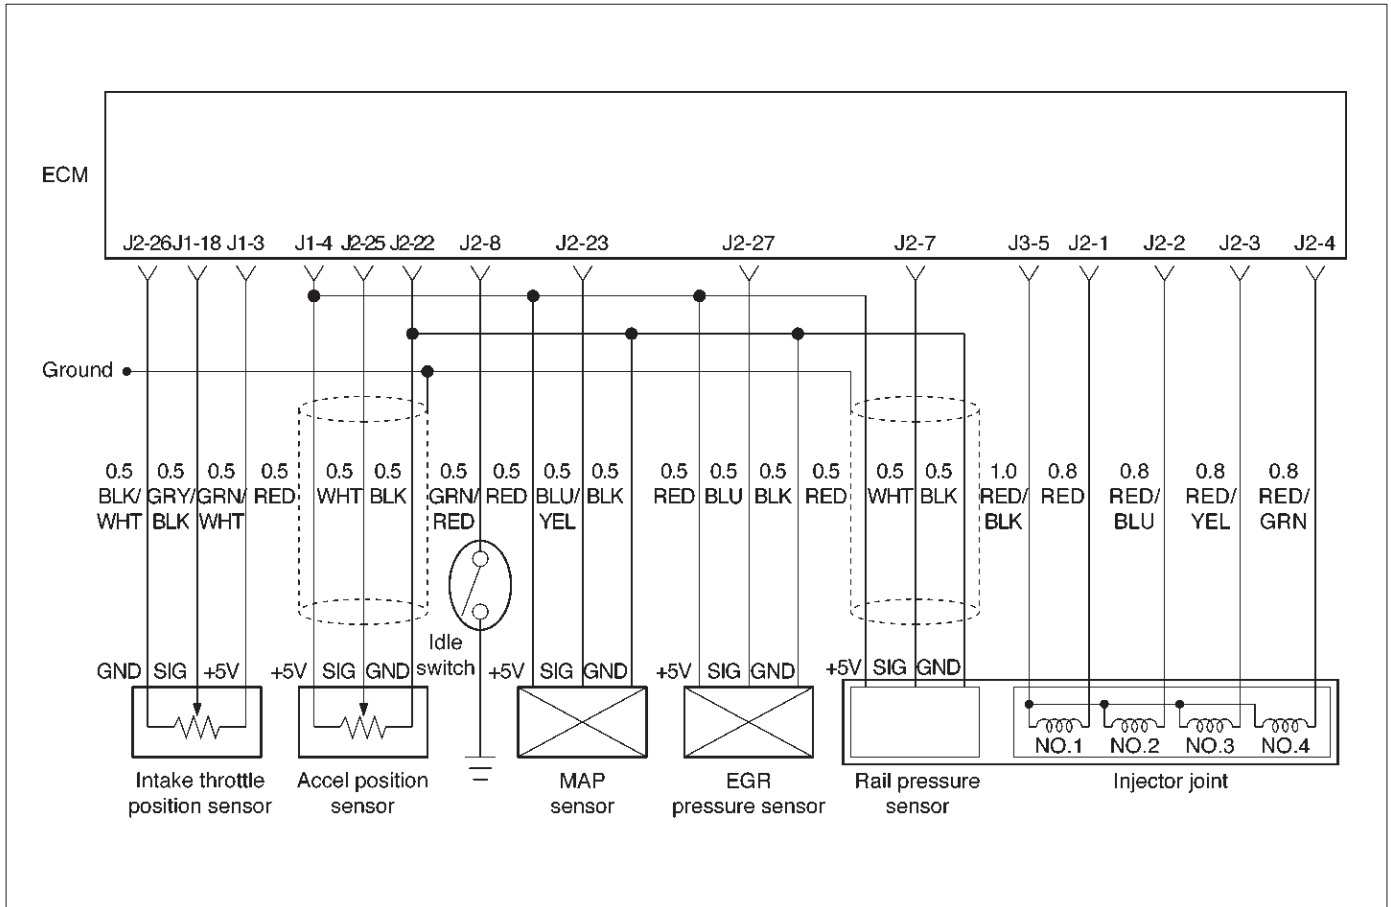 ECM
J2-26 J1-18 J1-3 J1-4 J2-25 J2-22 J2-8 J2-23 J2-27 J2-7 J3-5 J2-1 J2-2 J2-3 J2-4
Ground
0.5 0.5 0.5 0.5 0.5 0.5 0.5 0.5 0.5 0.5 0.5 0.5 0.5 0.5 0.5 0.5 1.0 0.8 0.8 0.8 0.8
BLK/ GRY/ GRN/ RED WHT BLK GRN/ RED BLU/ BLK RED BLU BLK RED WHT BLK RED/ RED RED/ RED/ RED/
WHT BLK WHT RED YEL BLK BLU YEL GRN
Idle
switch
GND SIG +5V +5V SIG GND +5V SIG GND +5V SIG GND +5V SIG GND
NO.1 NO.2 NO.3 NO.4
Intake throttle
position sensor
Accel position
sensor
MAP
sensor
EGR
pressure sensor
Rail pressure
sensor
Injector joint